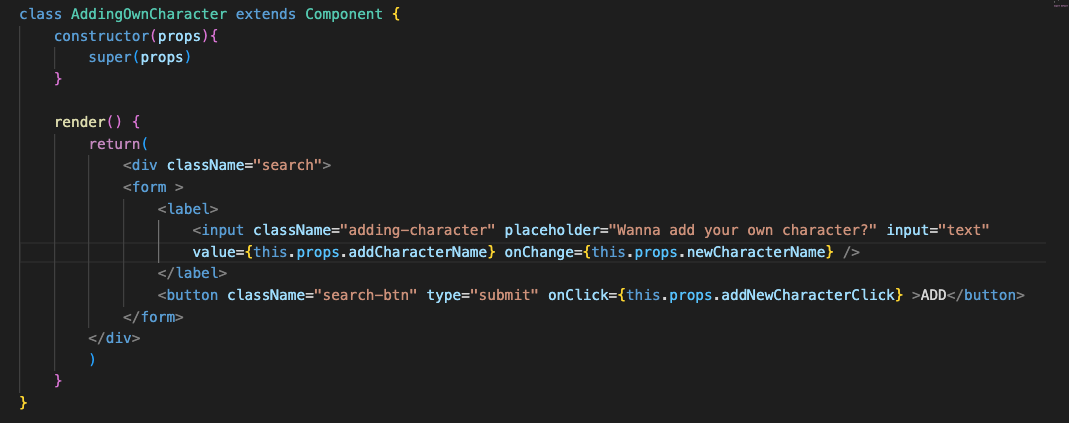 class AddingOwnCharacter extends Component {
    constructor(props){
        super(props)
    }

    render() {
        return(
            <div className="search">
            <form >
                <label>
                    <input className="adding-character" placeholder="Wanna add your own character?" input="text"
                    value={this.props.addCharacterName} onChange={this.props.newCharacterName} />
                </label>
                <button className="search-btn" type="submit" onClick={this.props.addNewCharacterClick} >ADD</button>
            </form>
        </div>
        )
    }
}